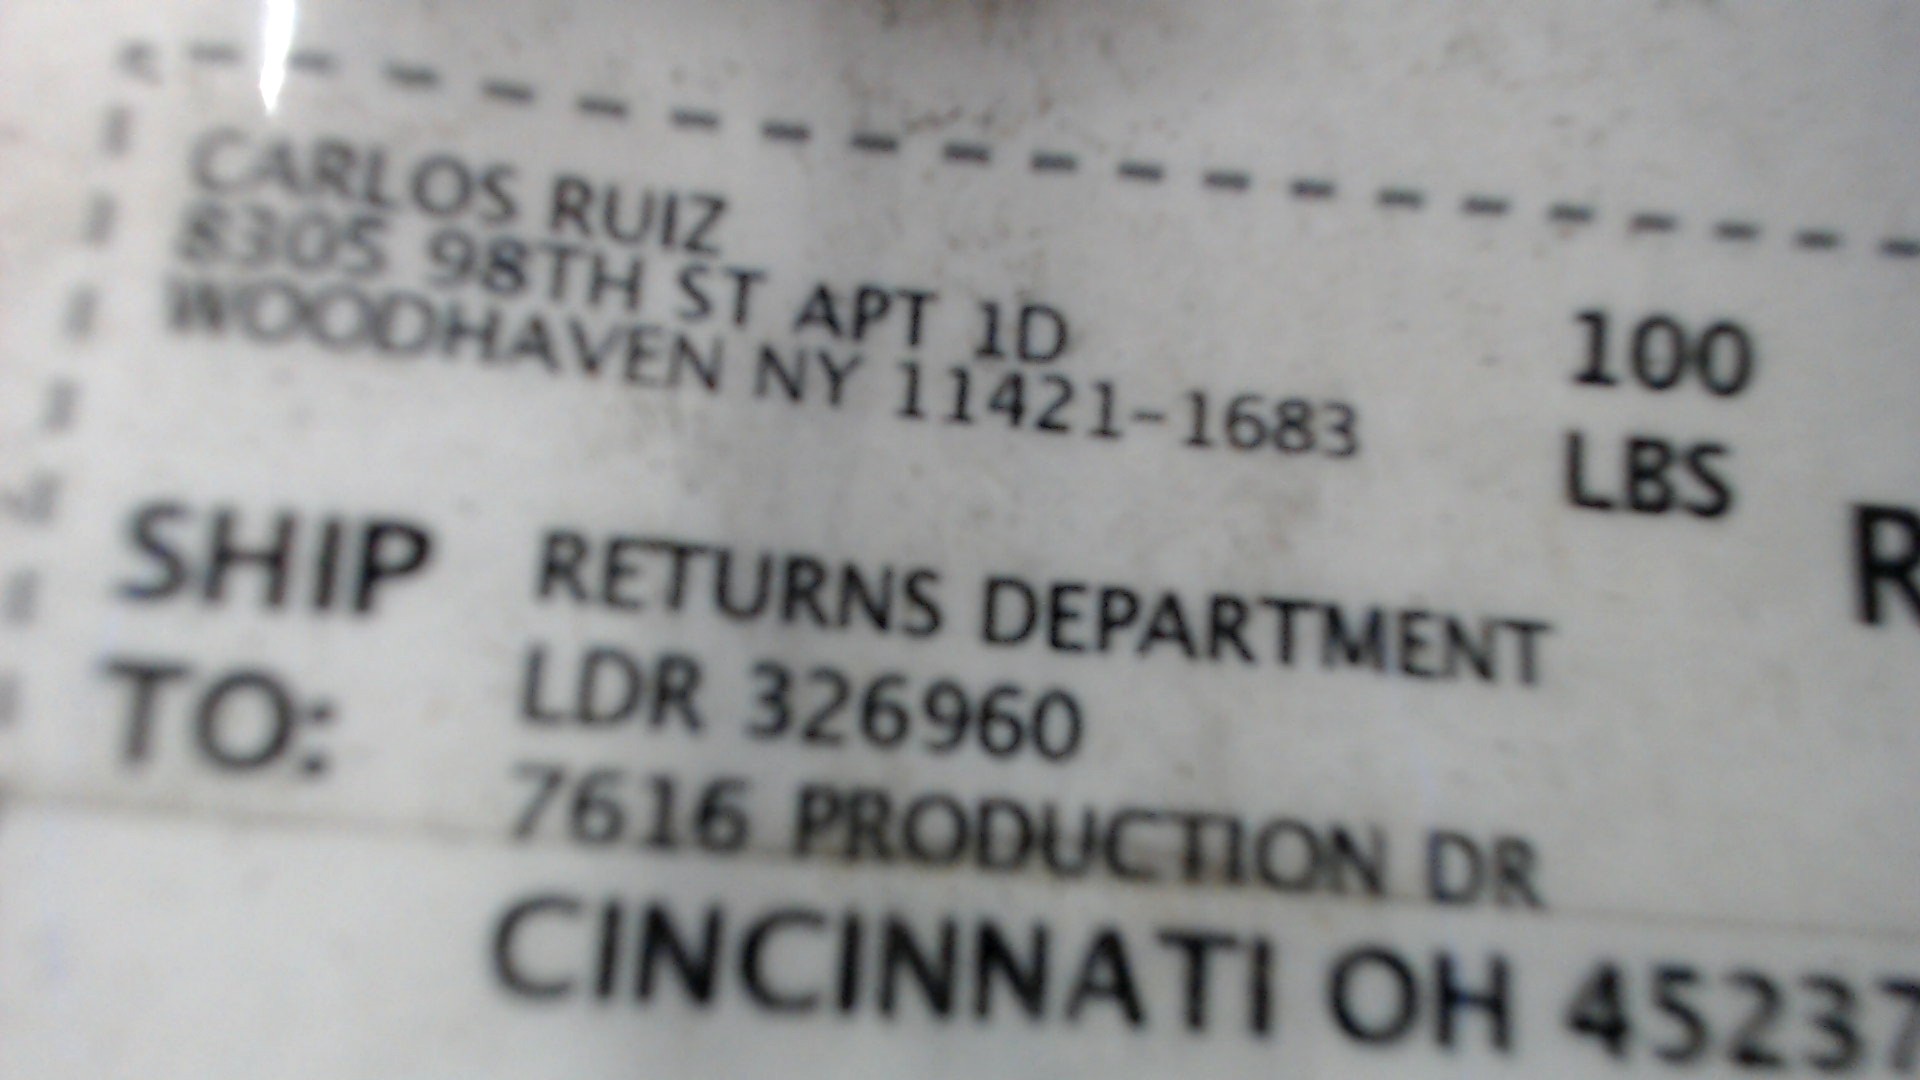 CARLOS RUIZ
8305 98TH ST APT 1D
WOODHAVEN NY 11421-1683
100
LBS
R
SHIP
TO:
RETURNS DEPARTMENT
LDR 326960
7616 PRODUCTION DR
CINCINNATI OH 45237